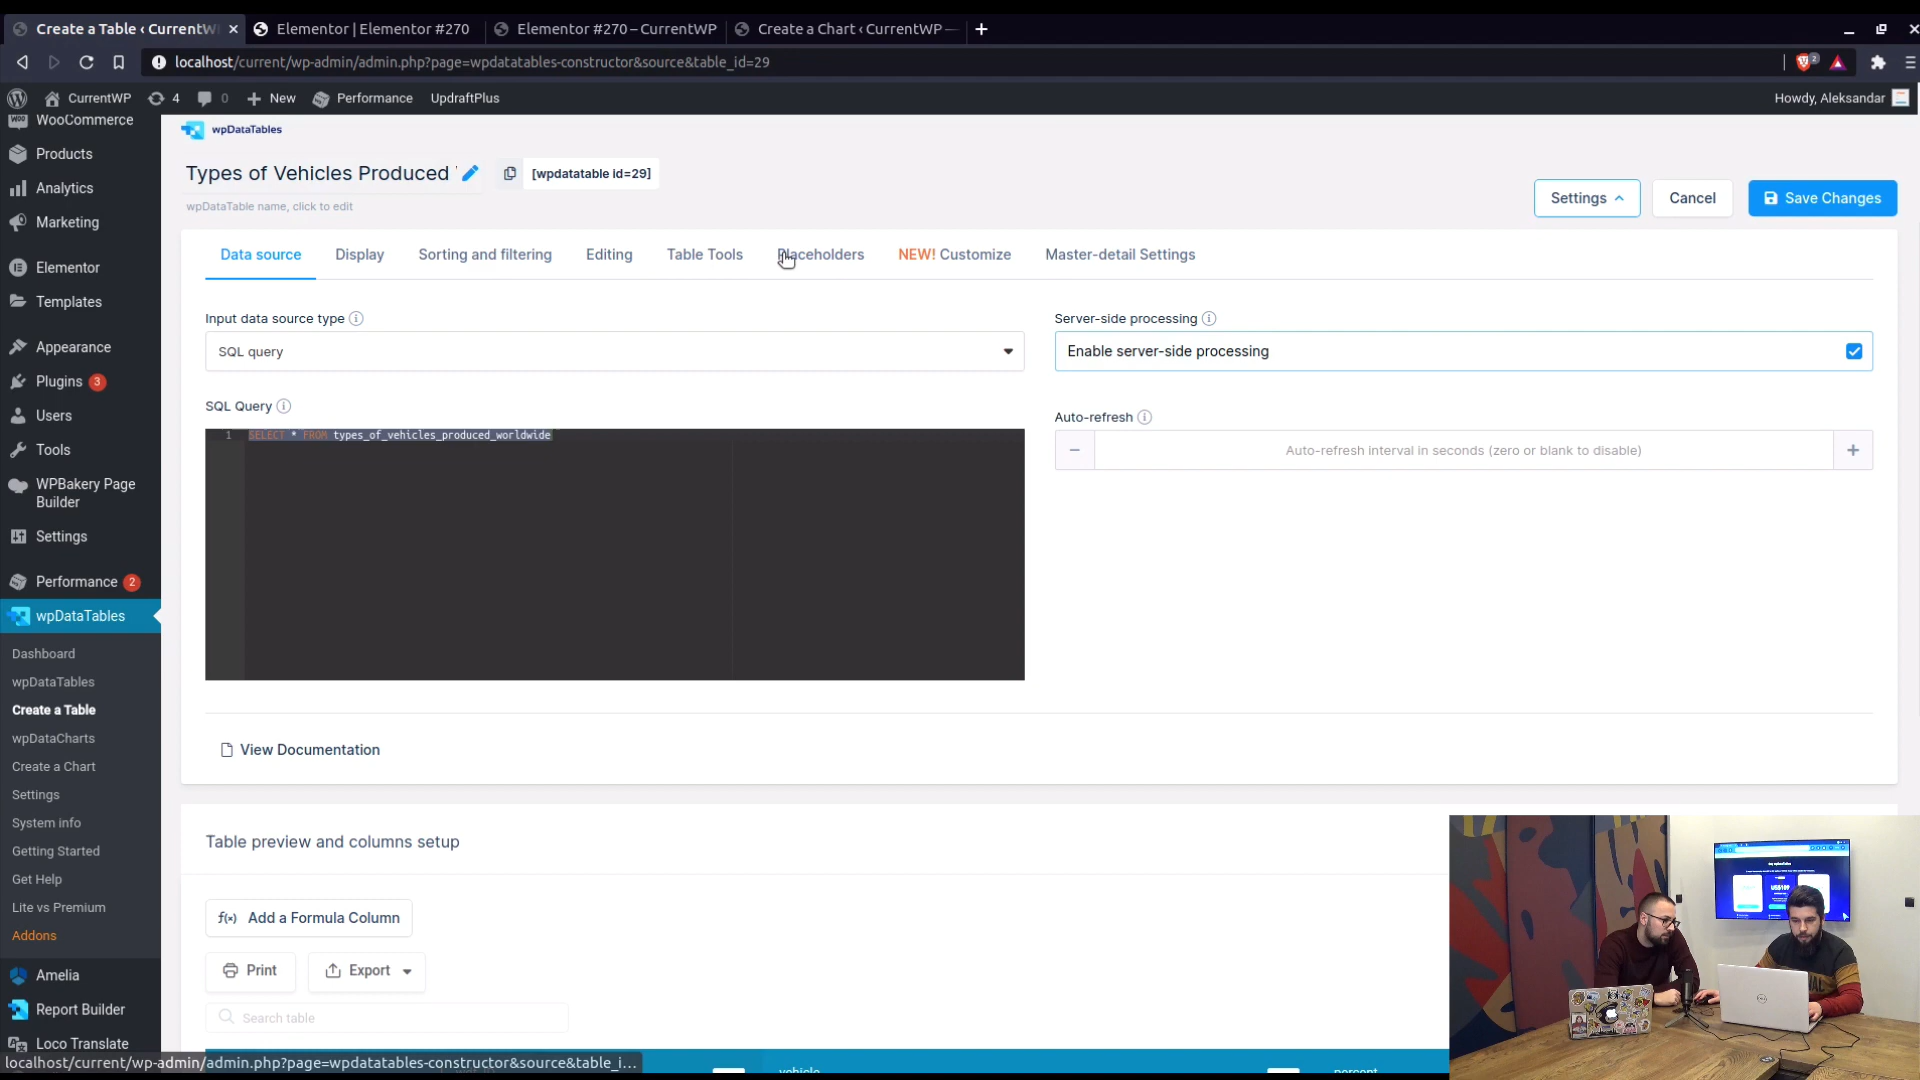 Create a Table ‹ CurrentW
Elementor | Elementor #270
Elementor #270 – CurrentWP
Create a Chart ‹ CurrentWP —
localhost/current/wp-admin/admin.php?page=wpdatatables-constructor&source&table_id=29
2
CurrentWP
4
0
New
Performance
UpdraftPlus
Howdy, Aleksandar
WooCommerce
Products
Analytics
Marketing
Elementor
Templates
Appearance
Plugins 3
Users
Tools
WPBakery Page
Builder
Settings
Performance 2
wpDataTables
Dashboard
wpDataTables
Create a Table
wpDataCharts
Create a Chart
Settings
System info
Getting Started
Get Help
Lite vs Premium
Addons
Amelia
Report Builder
Loco Translate
localhost/current/wp-admin/admin.php?page=wpdatatables-constructor&source&table_i...
wpDataTables
Types of Vehicles Produced
[wpdatatable id=29]
wpDataTable name, click to edit
Settings
Cancel
Save Changes
Data source
Display
Sorting and filtering
Editing
Table Tools
Placeholders
NEW! Customize
Master-detail Settings
Input data source type
SQL query
Server-side processing
Enable server-side processing
SQL Query
1 SELECT * FROM types_of_vehicles_produced_worldwide
Auto-refresh
Auto-refresh interval in seconds (zero or blank to disable)
View Documentation
Table preview and columns setup
f(x) Add a Formula Column
Print
Export
Search table
vehicle
percent